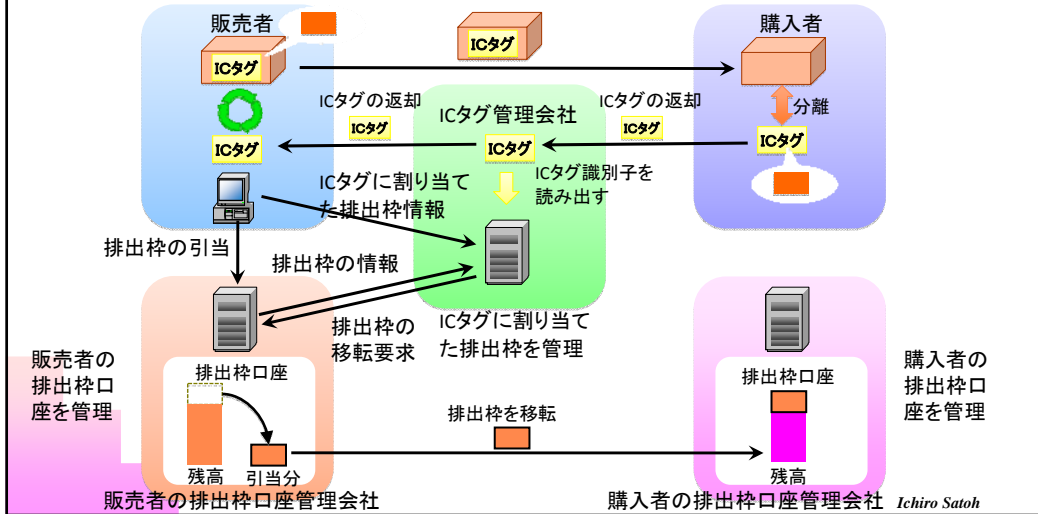 販売者
購入者
ICタグ
ICタグ
ICタグの返却
ICタグ
ICタグ管理会社
ICタグの返却
ICタグ
分離
ICタグ
ICタグ
ICタグ
ICタグ識別子を
読み出す
ICタグに割り当て
た排出枠情報
排出枠の引当
排出枠の情報
排出枠の
移転要求
ICタグに割り当て
た排出枠を管理
販売者の
排出枠口
座を管理
購入者の
排出枠口
座を管理
排出枠口座
排出枠口座
排出枠を移転
残高
引当分
残高
販売者の排出枠口座管理会社
購入者の排出枠口座管理会社
Ichiro Satoh